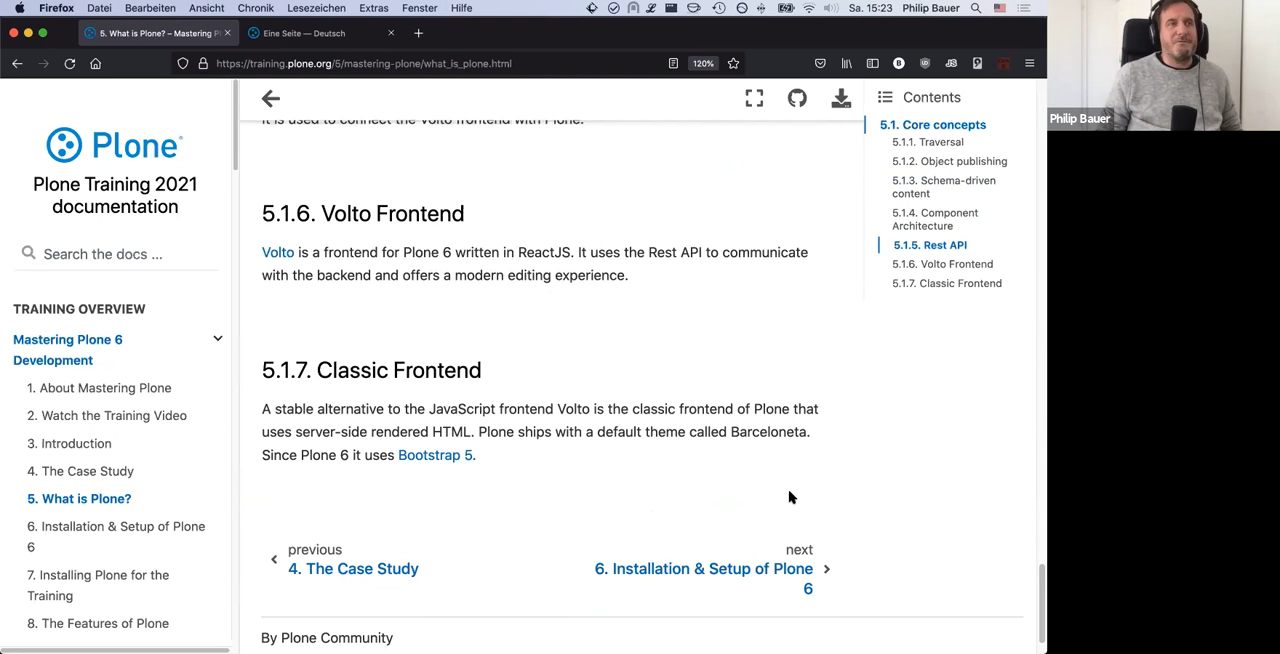 Firefox Datei Bearbeiten Ansicht Chronik Lesezeichen Extras Fenster Hilfe Sa. 15:23 Philip Bauer
5. What is Plone? – Mastering P
Eine Seite — Deutsch
https://training.plone.org/5/mastering-plone/what_is_plone.html
120%
Plone
Plone Training 2021
documentation
Search the docs ...
TRAINING OVERVIEW
Mastering Plone 6
Development
1. About Mastering Plone
2. Watch the Training Video
3. Introduction
4. The Case Study
5. What is Plone?
6. Installation & Setup of Plone
6
7. Installing Plone for the
Training
8. The Features of Plone
It is used to connect the Volto frontend with Plone.
5.1.6. Volto Frontend
Volto is a frontend for Plone 6 written in ReactJS. It uses the Rest API to communicate
with the backend and offers a modern editing experience.
5.1.7. Classic Frontend
A stable alternative to the JavaScript frontend Volto is the classic frontend of Plone that
uses server-side rendered HTML. Plone ships with a default theme called Barceloneta.
Since Plone 6 it uses Bootstrap 5.
previous
4. The Case Study
next
6. Installation & Setup of Plone
6
By Plone Community
Contents
5.1. Core concepts
5.1.1. Traversal
5.1.2. Object publishing
5.1.3. Schema-driven
content
5.1.4. Component
Architecture
5.1.5. Rest API
5.1.6. Volto Frontend
5.1.7. Classic Frontend
Philip Bauer